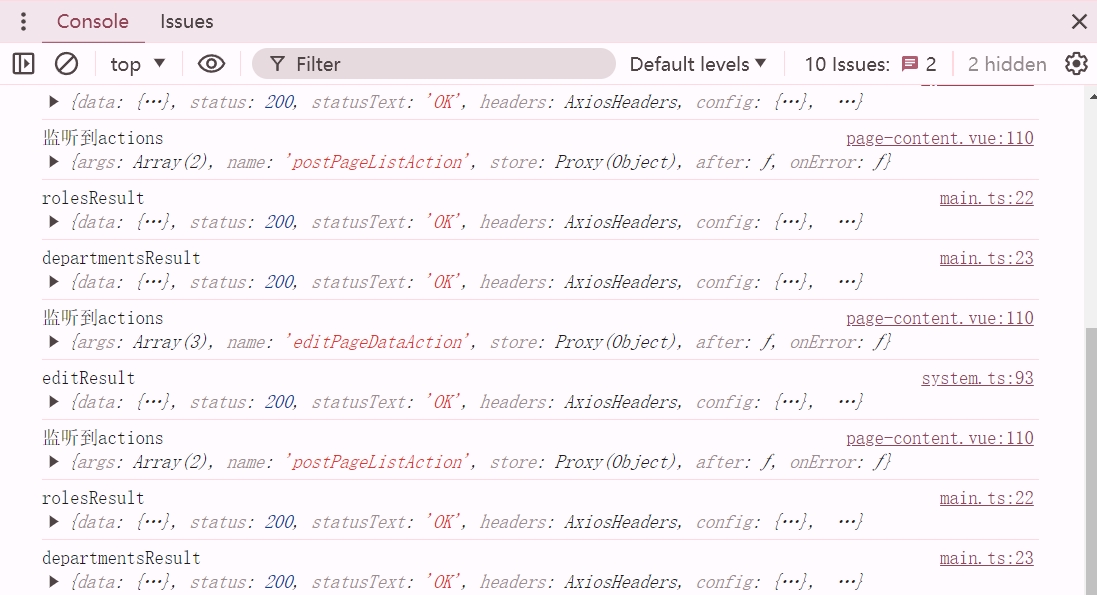 Console Issues
top Filter Default levels 10 Issues: 2 2 hidden
{data: {…}, status: 200, statusText: 'OK', headers: AxiosHeaders, config: {…}, …}
监听到actions page-content.vue:110
{args: Array(2), name: 'postPageListAction', store: Proxy(Object), after: ƒ, onError: ƒ}
rolesResult main.ts:22
{data: {…}, status: 200, statusText: 'OK', headers: AxiosHeaders, config: {…}, …}
departmentsResult main.ts:23
{data: {…}, status: 200, statusText: 'OK', headers: AxiosHeaders, config: {…}, …}
监听到actions page-content.vue:110
{args: Array(3), name: 'editPageDataAction', store: Proxy(Object), after: ƒ, onError: ƒ}
editResult system.ts:93
{data: {…}, status: 200, statusText: 'OK', headers: AxiosHeaders, config: {…}, …}
监听到actions page-content.vue:110
{args: Array(2), name: 'postPageListAction', store: Proxy(Object), after: ƒ, onError: ƒ}
rolesResult main.ts:22
{data: {…}, status: 200, statusText: 'OK', headers: AxiosHeaders, config: {…}, …}
departmentsResult main.ts:23
{data: {…}, status: 200, statusText: 'OK', headers: AxiosHeaders, config: {…}, …}